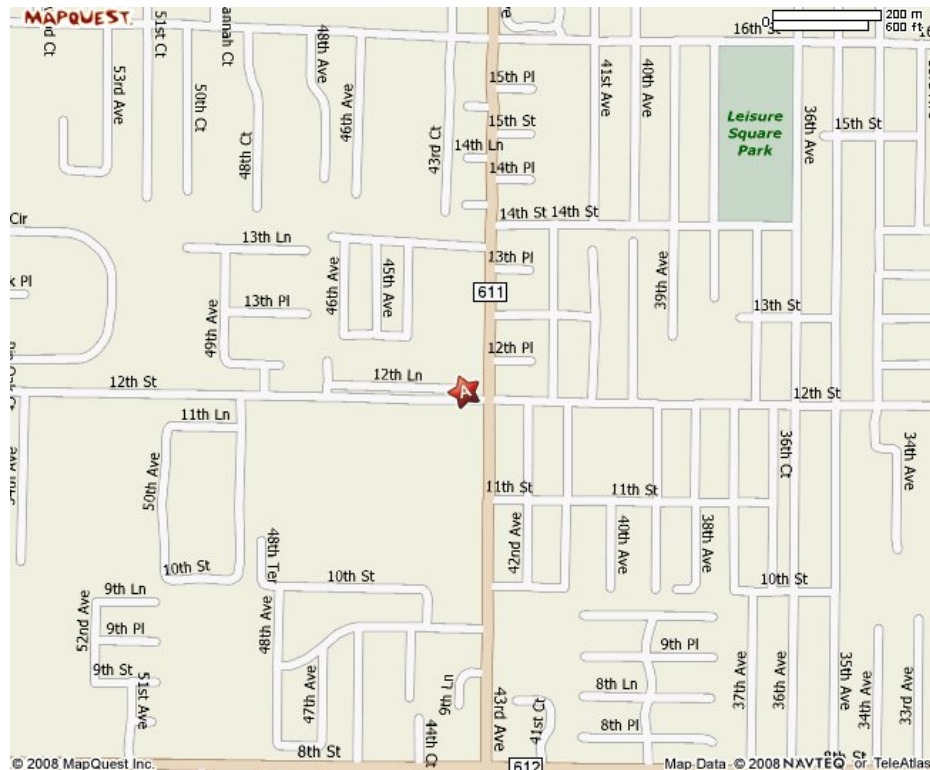 MAPQUEST.
200 m
600 ft
0
16th St
51st Ct
53rd Ave
50th Ct
48th Ct
48th Ave
46th Ave
43rd Ct
15th Pl
15th St
14th Ln
14th Pl
41st Ave
40th Ave
Leisure
Square
Park
36th Ave
15th St
14th St
14th St
Cir
13th Ln
46th Ave
45th Ave
13th Pl
39th Ave
k Pl
611
49th Ave
13th Pl
13th St
12th Pl
12th St
12th Ln
A
12th St
11th Ln
36th Ct
34th Ave
50th Ave
11th St
11th St
42nd Ave
40th Ave
38th Ave
48th Ter
10th St
10th St
10th St
9th Ln
52nd Ave
9th Pl
48th Ave
9th St
51st Ave
47th Ave
9th Ln
9th Pl
8th Ln
8th Pl
43rd Ave
41st Ct
37th Ave
36th Ave
35th Ave
34th Ave
33rd Ave
44th Ct
8th St
612
© 2008 MapQuest Inc.
Map Data © 2008 NAVTEQ or TeleAtlas